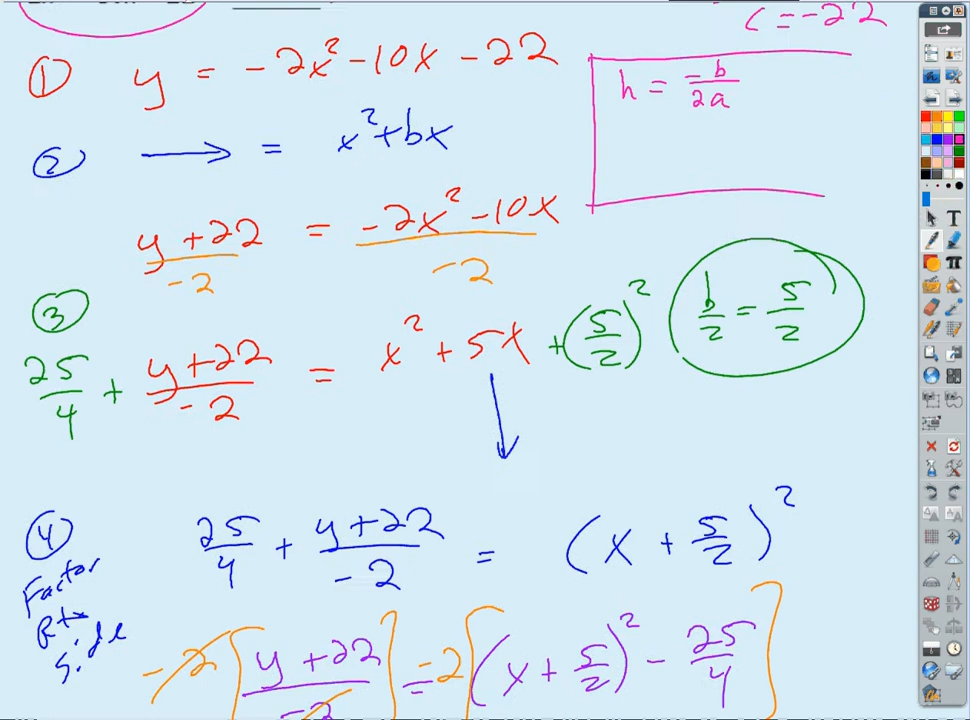 c = -22
① y = -2x² - 10x - 22
h = -b/2a
② → = x² + bx
(y + 22)/-2 = (-2x² - 10x)/-2
③ b/2 = 5/2
25/4 + (y + 22)/-2 = x² + 5x + (5/2)²
④ 25/4 + (y + 22)/-2 = (x + 5/2)²
Factor
Rt
Side
-2[(y + 22)/-2] = -2[(x + 5/2)² - 25/4]